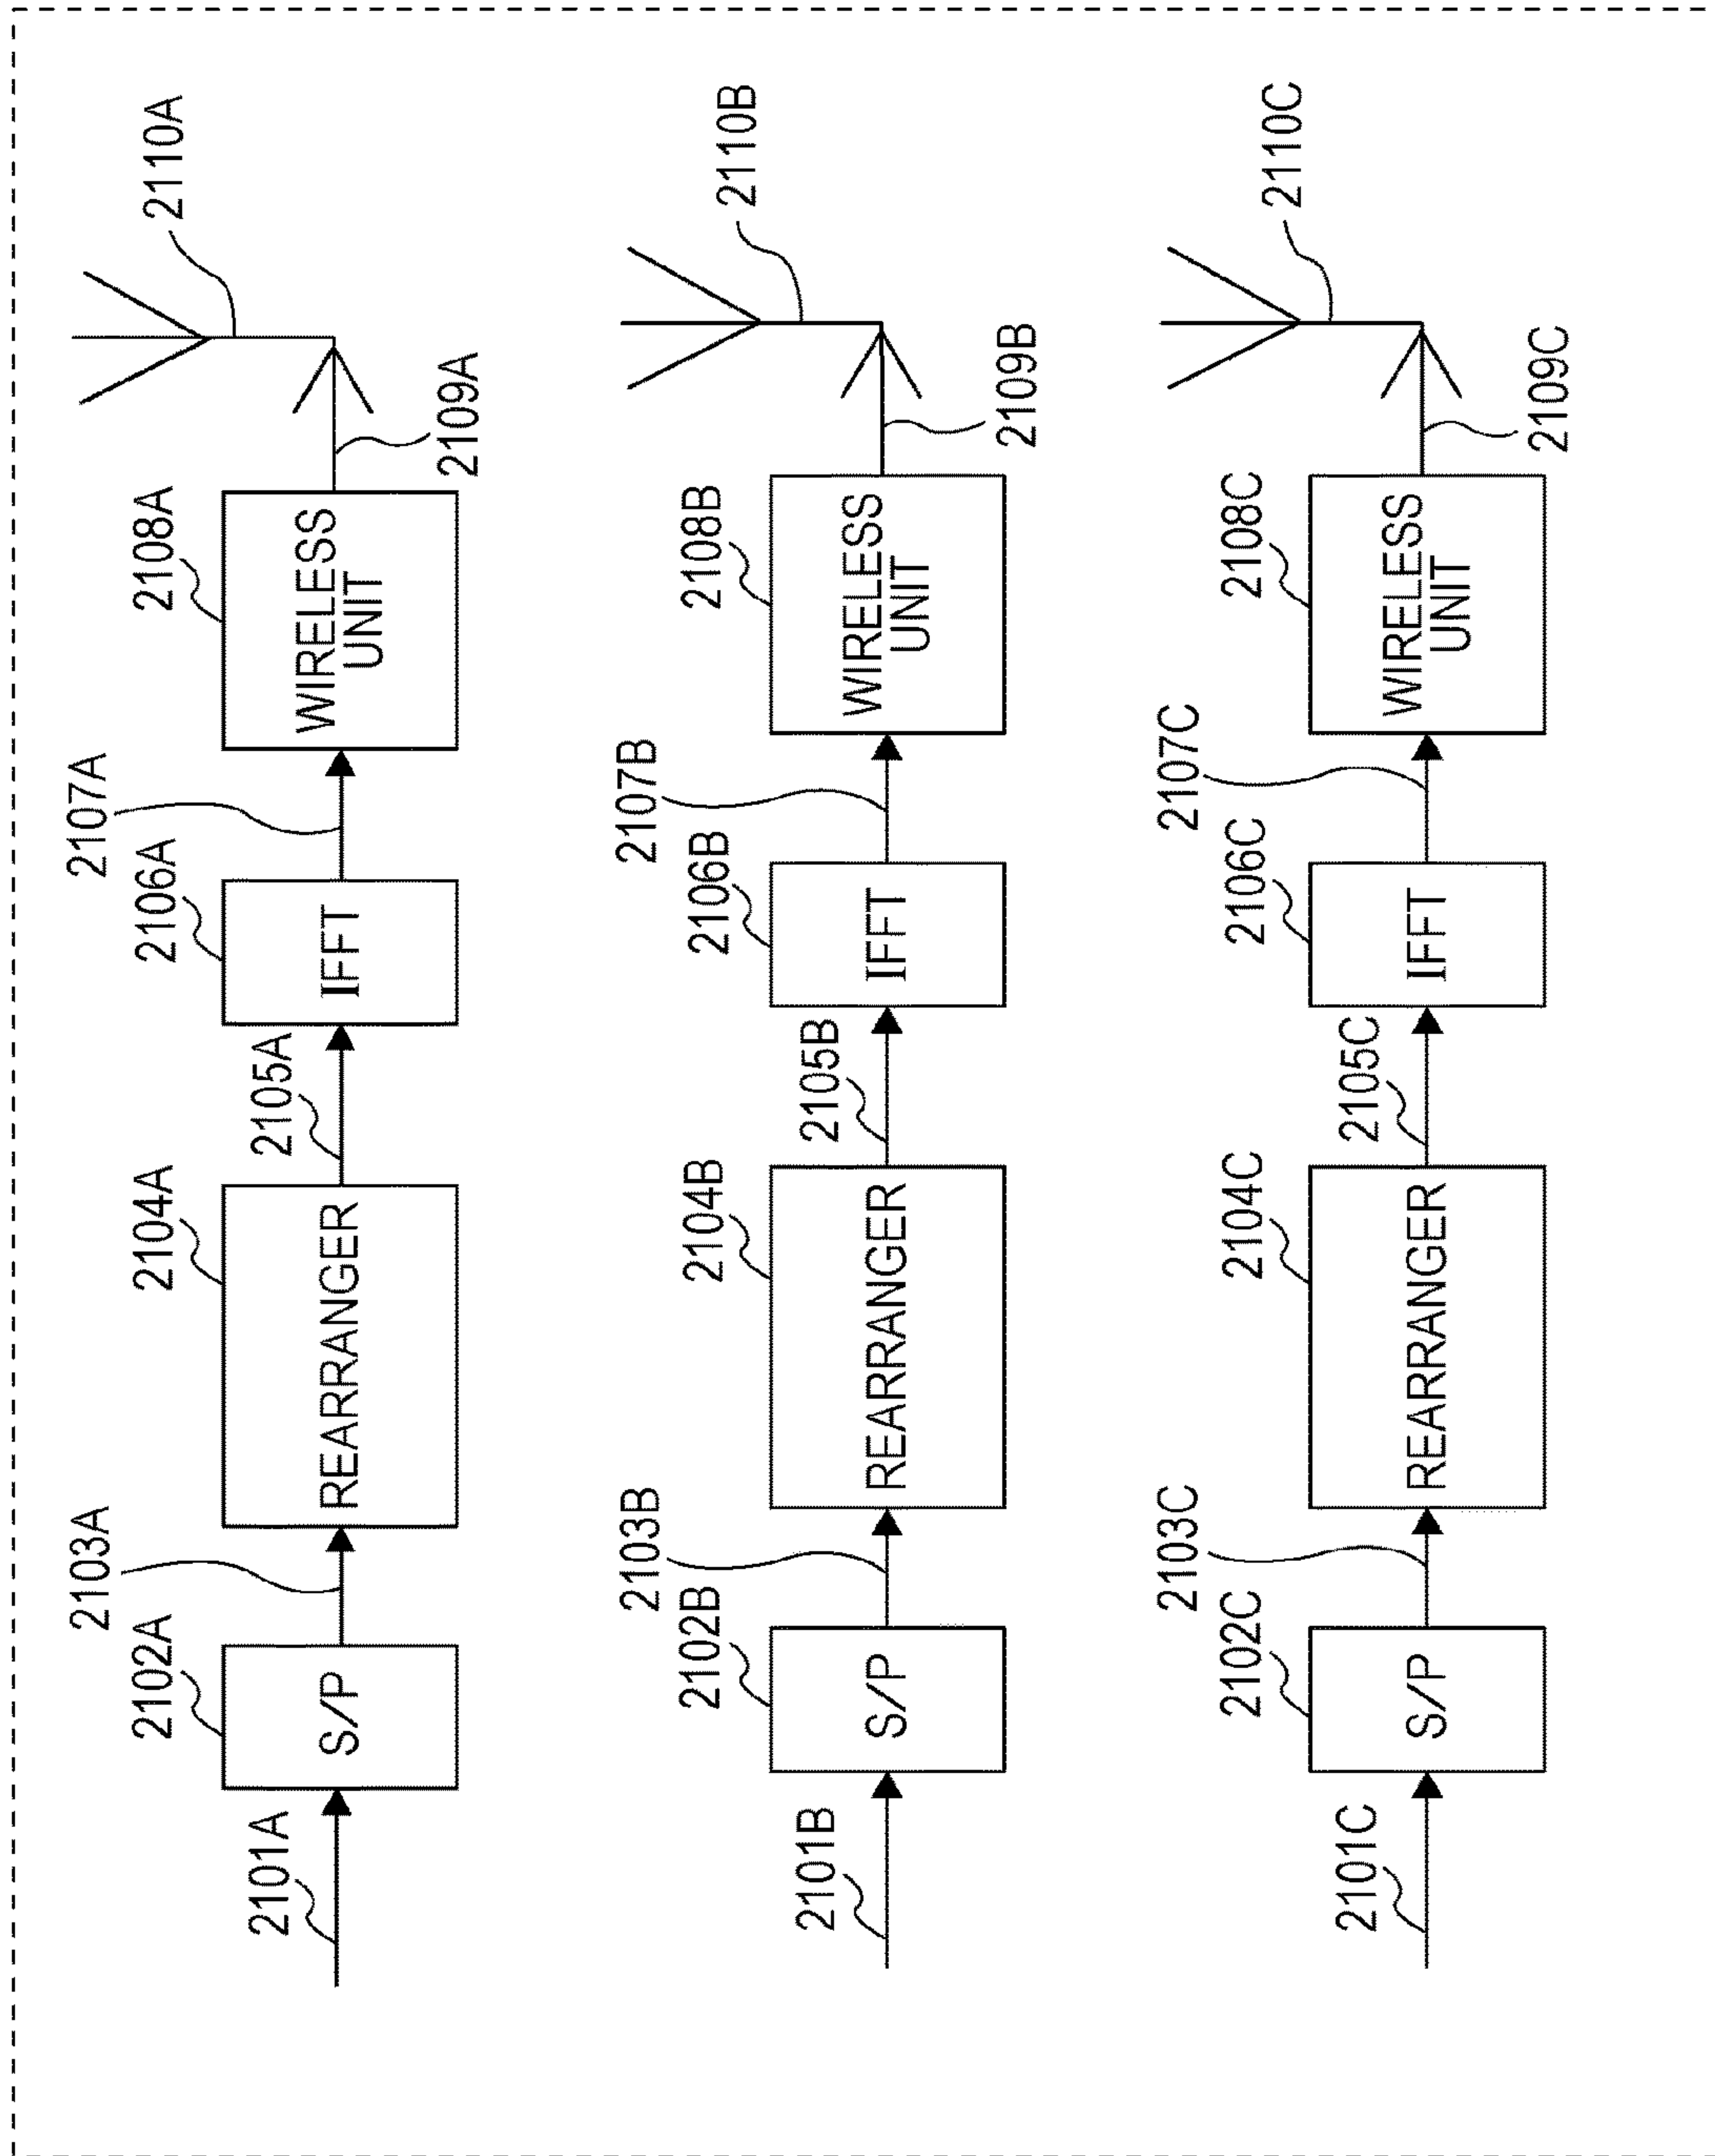 2101A
2102A
S/P
2103A
2104A
REARRANGER
2105A
2106A
IFFT
2107A
2108A
WIRELESS
UNIT
2109A
2110A
2101B
2102B
S/P
2103B
2104B
REARRANGER
2105B
2106B
IFFT
2107B
2108B
WIRELESS
UNIT
2109B
2110B
2101C
2102C
S/P
2103C
2104C
REARRANGER
2105C
2106C
IFFT
2107C
2108C
WIRELESS
UNIT
2109C
2110C